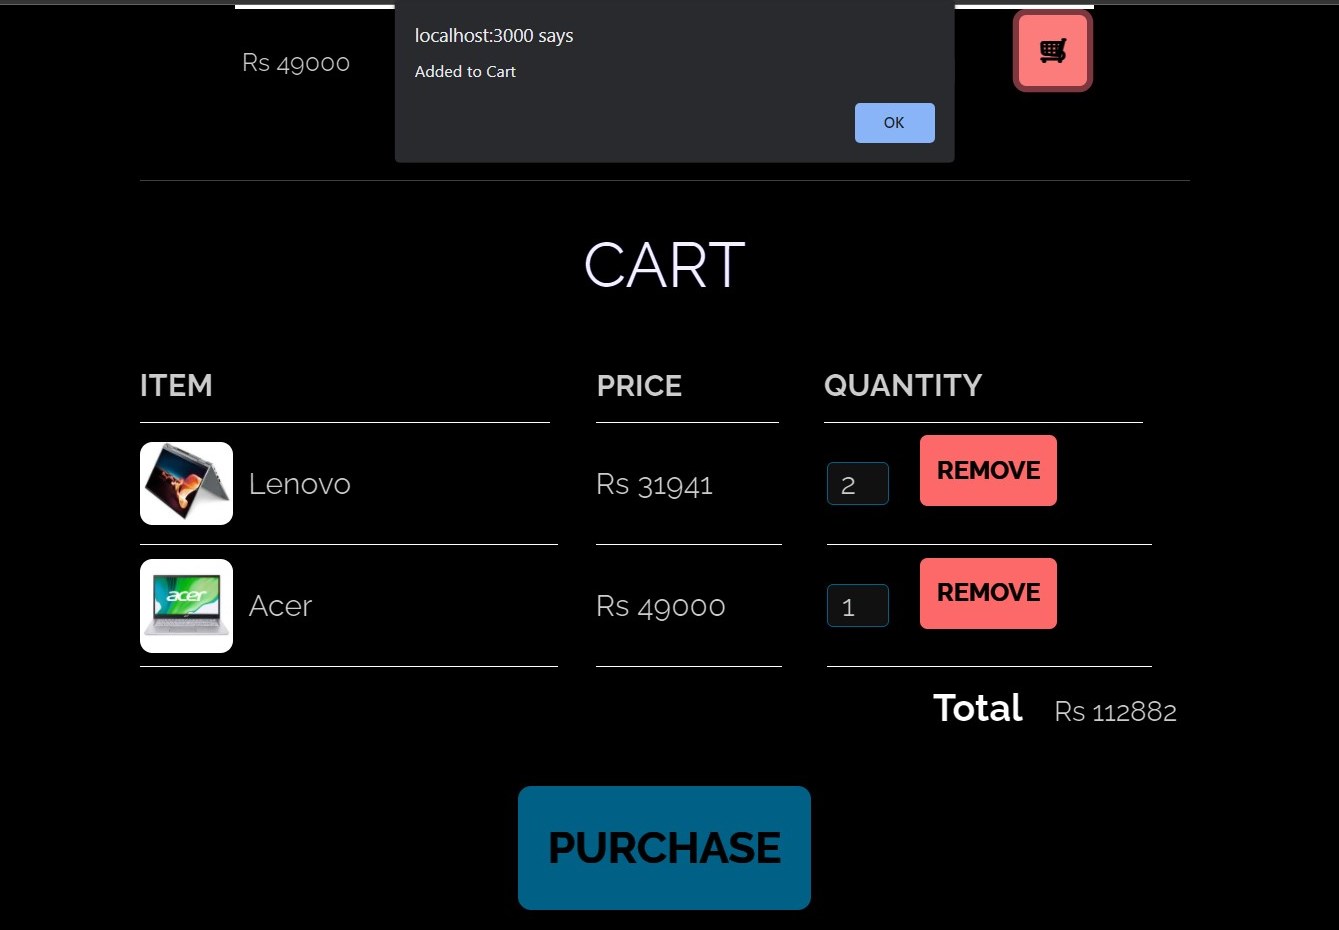 localhost:3000 says
Added to Cart
OK
Rs 49000
CART
ITEM PRICE QUANTITY
Lenovo Rs 31941 2 REMOVE
acer
Acer Rs 49000 1 REMOVE
Total Rs 112882
PURCHASE